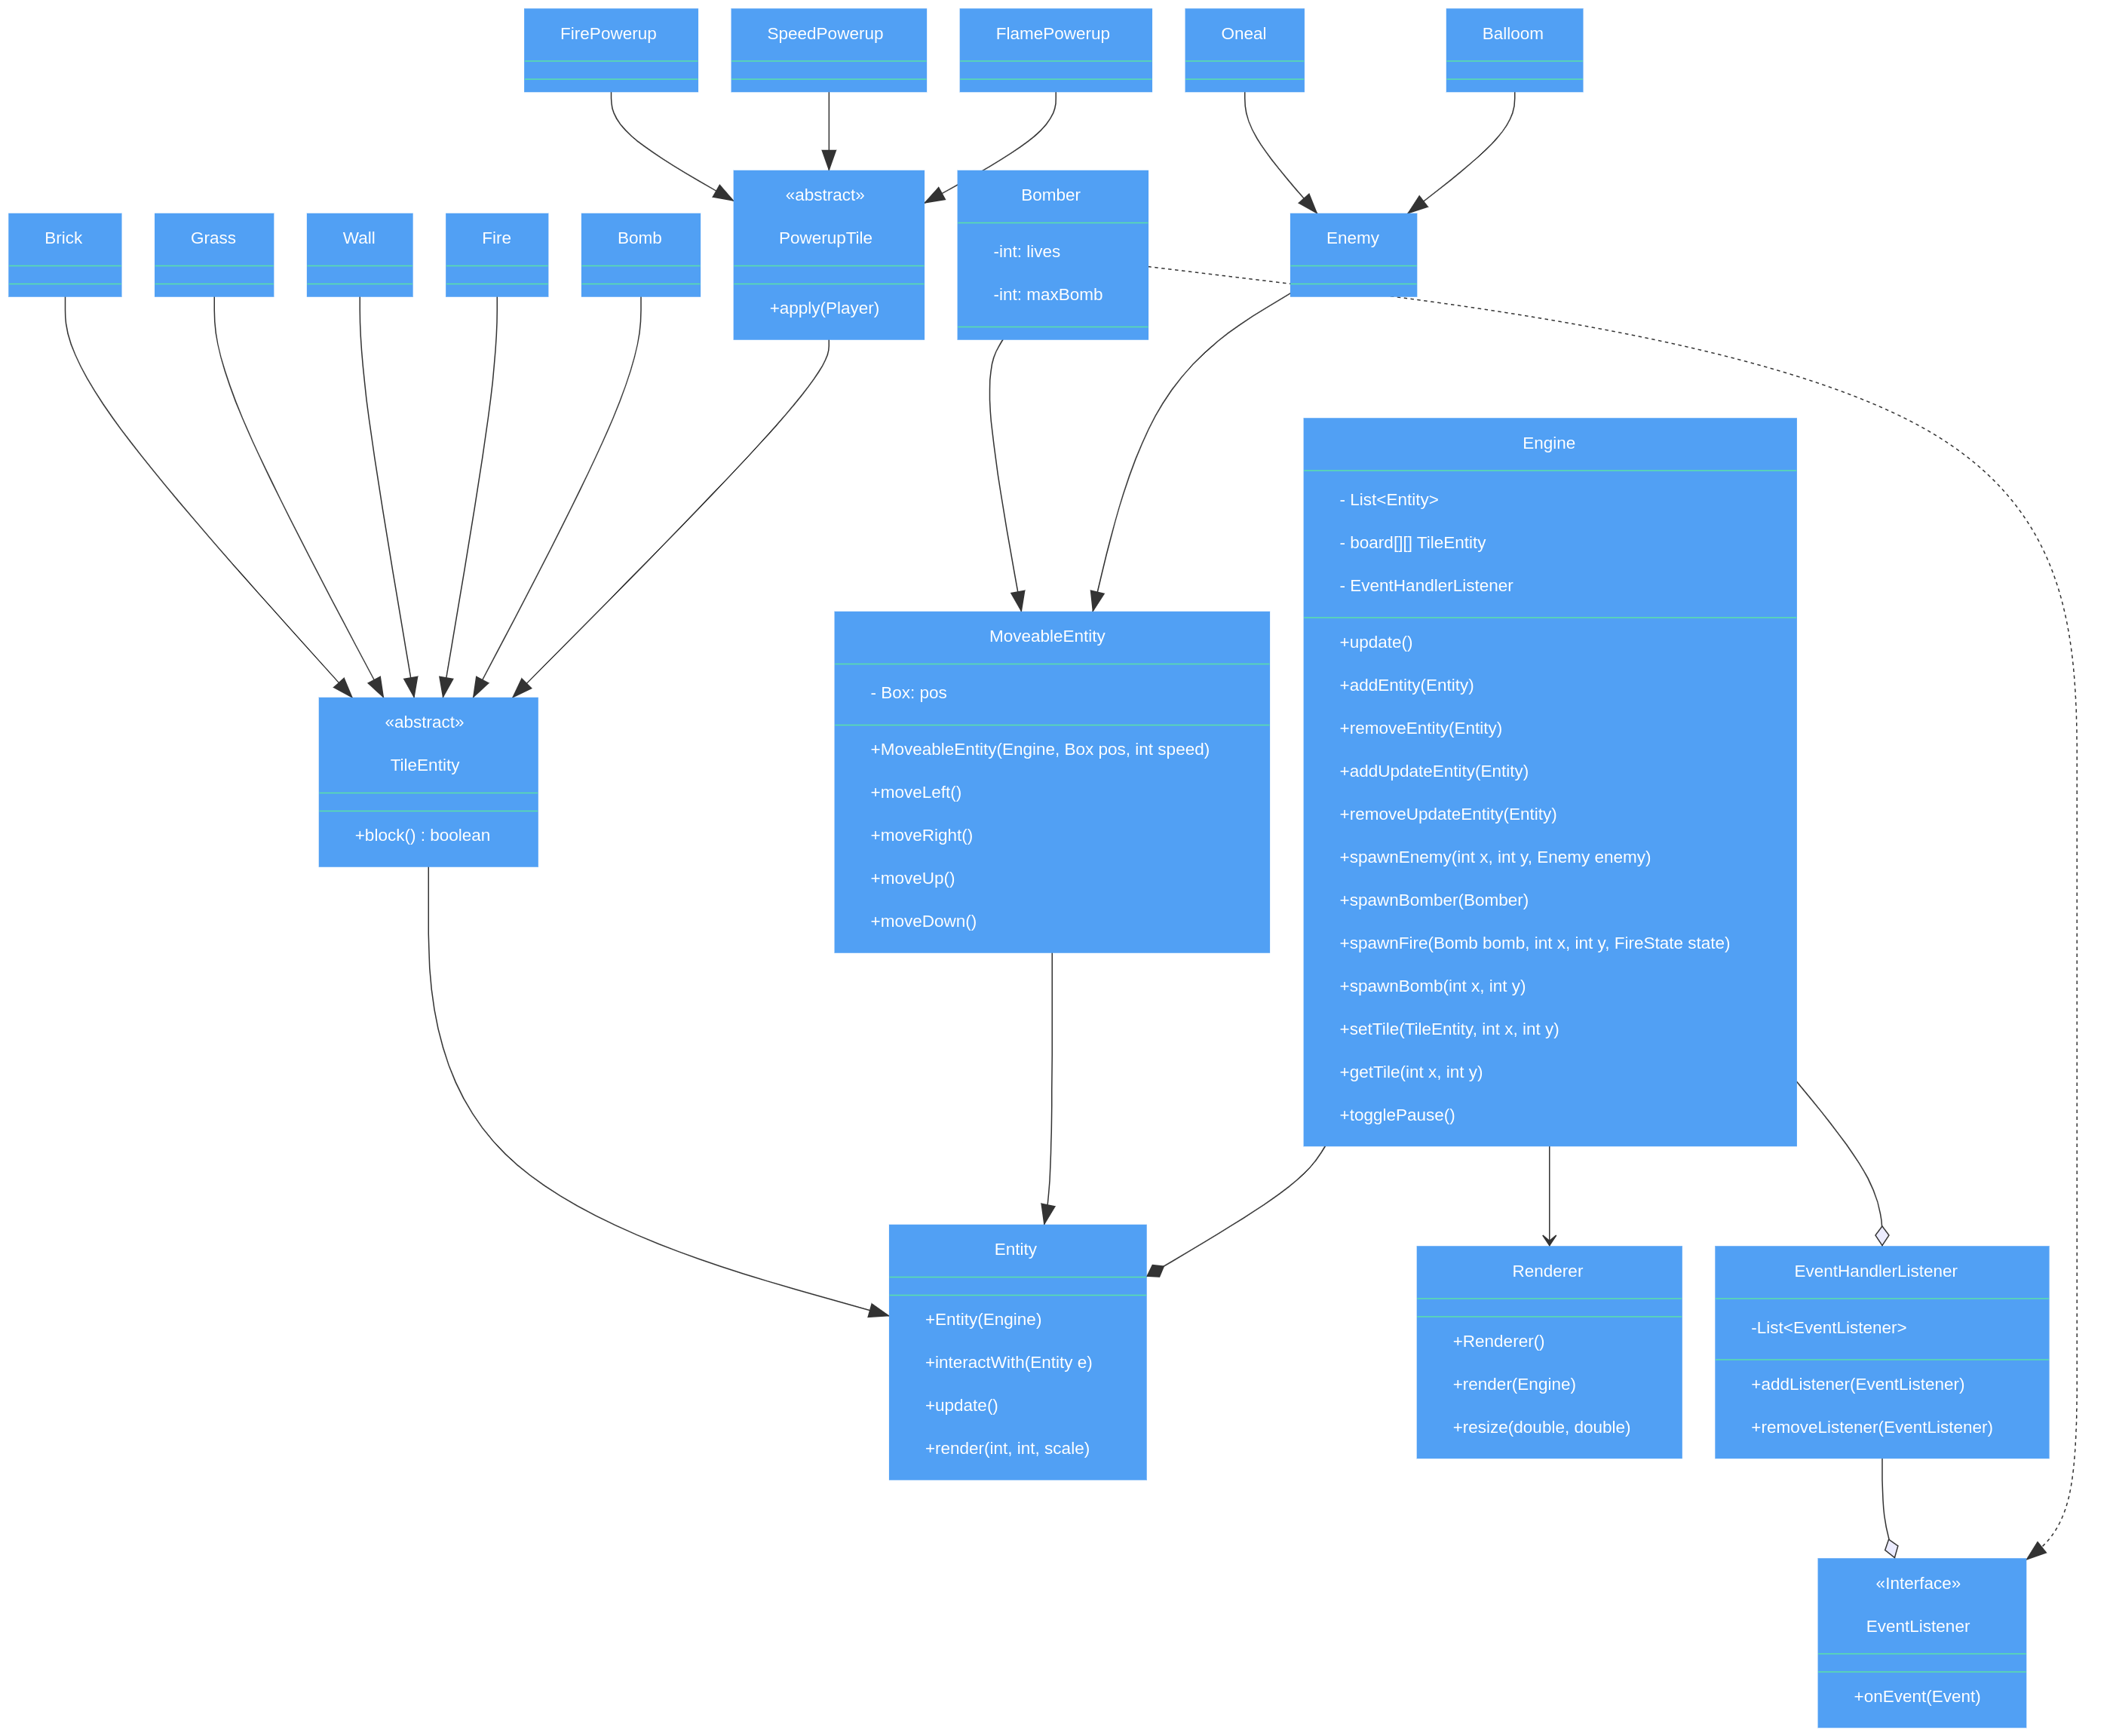 FirePowerup
SpeedPowerup
FlamePowerup
Oneal
Balloom
Brick
Grass
Wall
Fire
Bomb
«abstract»
PowerupTile
+apply(Player)
Bomber
-int: lives
-int: maxBomb
Enemy
Engine
- List<Entity>
- board[][] TileEntity
- EventHandlerListener
+update()
+addEntity(Entity)
+removeEntity(Entity)
+addUpdateEntity(Entity)
+removeUpdateEntity(Entity)
+spawnEnemy(int x, int y, Enemy enemy)
+spawnBomber(Bomber)
+spawnFire(Bomb bomb, int x, int y, FireState state)
+spawnBomb(int x, int y)
+setTile(TileEntity, int x, int y)
+getTile(int x, int y)
+togglePause()
MoveableEntity
- Box: pos
+MoveableEntity(Engine, Box pos, int speed)
+moveLeft()
+moveRight()
+moveUp()
+moveDown()
«abstract»
TileEntity
+block() : boolean
Entity
+Entity(Engine)
+interactWith(Entity e)
+update()
+render(int, int, scale)
Renderer
+Renderer()
+render(Engine)
+resize(double, double)
EventHandlerListener
-List<EventListener>
+addListener(EventListener)
+removeListener(EventListener)
«Interface»
EventListener
+onEvent(Event)